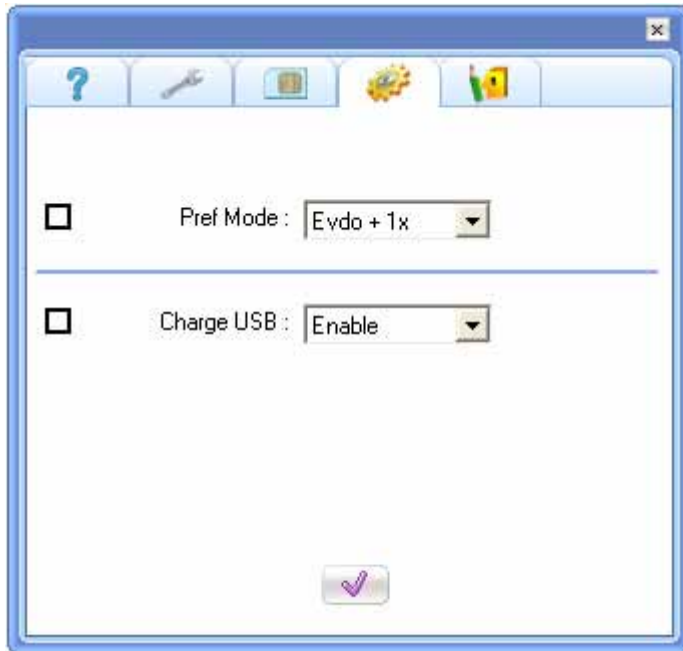 Pref Mode : Evdo + 1x
Charge USB : Enable